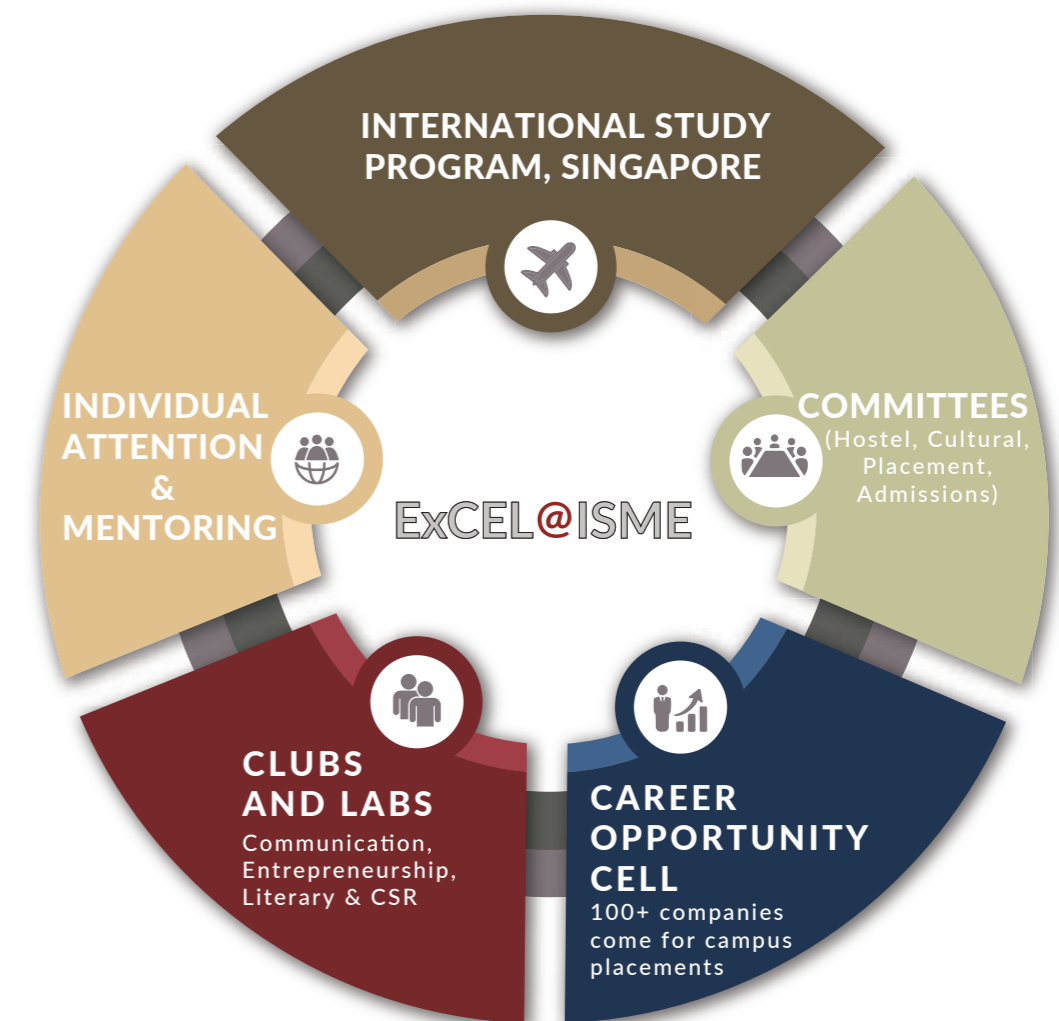 INTERNATIONAL STUDY
PROGRAM, SINGAPORE
INDIVIDUAL
ATTENTION
&
MENTORING
COMMITTEES
(Hostel, Cultural,
Placement,
Admissions)
ExCEL@ISME
CLUBS
AND LABS
Communication,
Entrepreneurship,
Literary & CSR
CAREER
OPPORTUNITY
CELL
100+ companies
come for campus
placements